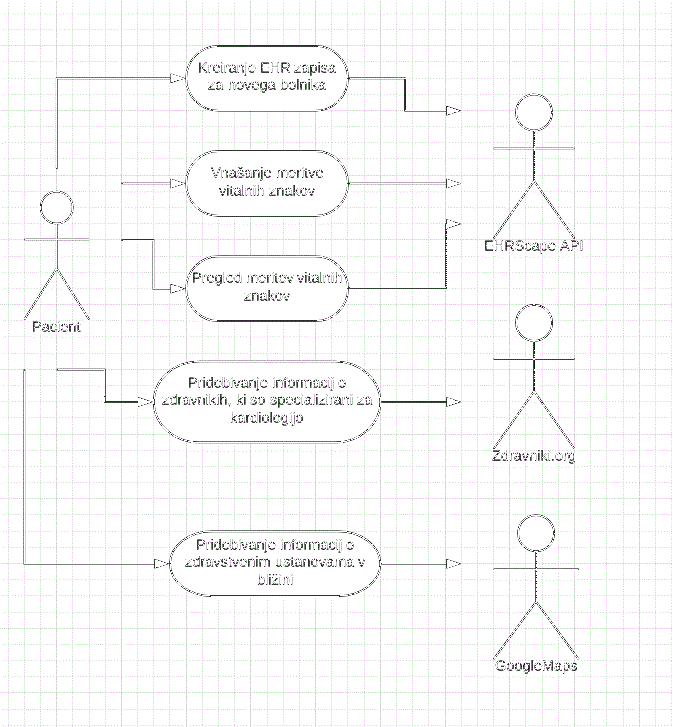 Kreiranje EHR zapisa
za novega bolnika
Vnašanje meritve
vitalnih znakov
EHRScape API
Pregled meritev vitalnih
znakov
Pacient
Pridobivanje informacij o
zdravnikih, ki so specializirani za
kardiologijo
Zdravniki.org
Pridobivanje informacij o
zdravstvenim ustanovama v
bližini
GoogleMaps